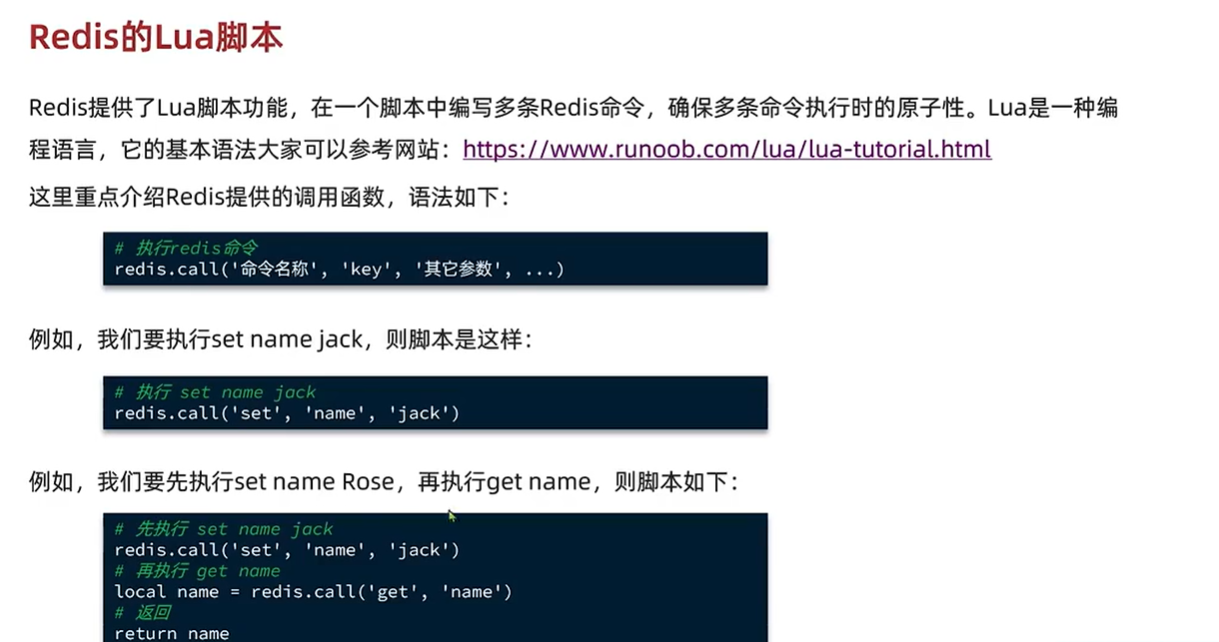 Redis的Lua脚本
Redis提供了Lua脚本功能，在一个脚本中编写多条Redis命令，确保多条命令执行时的原子性。Lua是一种编
程语言，它的基本语法大家可以参考网站：https://www.runoob.com/lua/lua-tutorial.html
这里重点介绍Redis提供的调用函数，语法如下：
# 执行redis命令
redis.call('命令名称', 'key', '其它参数', ...)
例如，我们要执行set name jack，则脚本是这样：
# 执行 set name jack
redis.call('set', 'name', 'jack')
例如，我们要先执行set name Rose，再执行get name，则脚本如下：
# 先执行 set name jack
redis.call('set', 'name', 'jack')
# 再执行 get name
local name = redis.call('get', 'name')
# 返回
return name